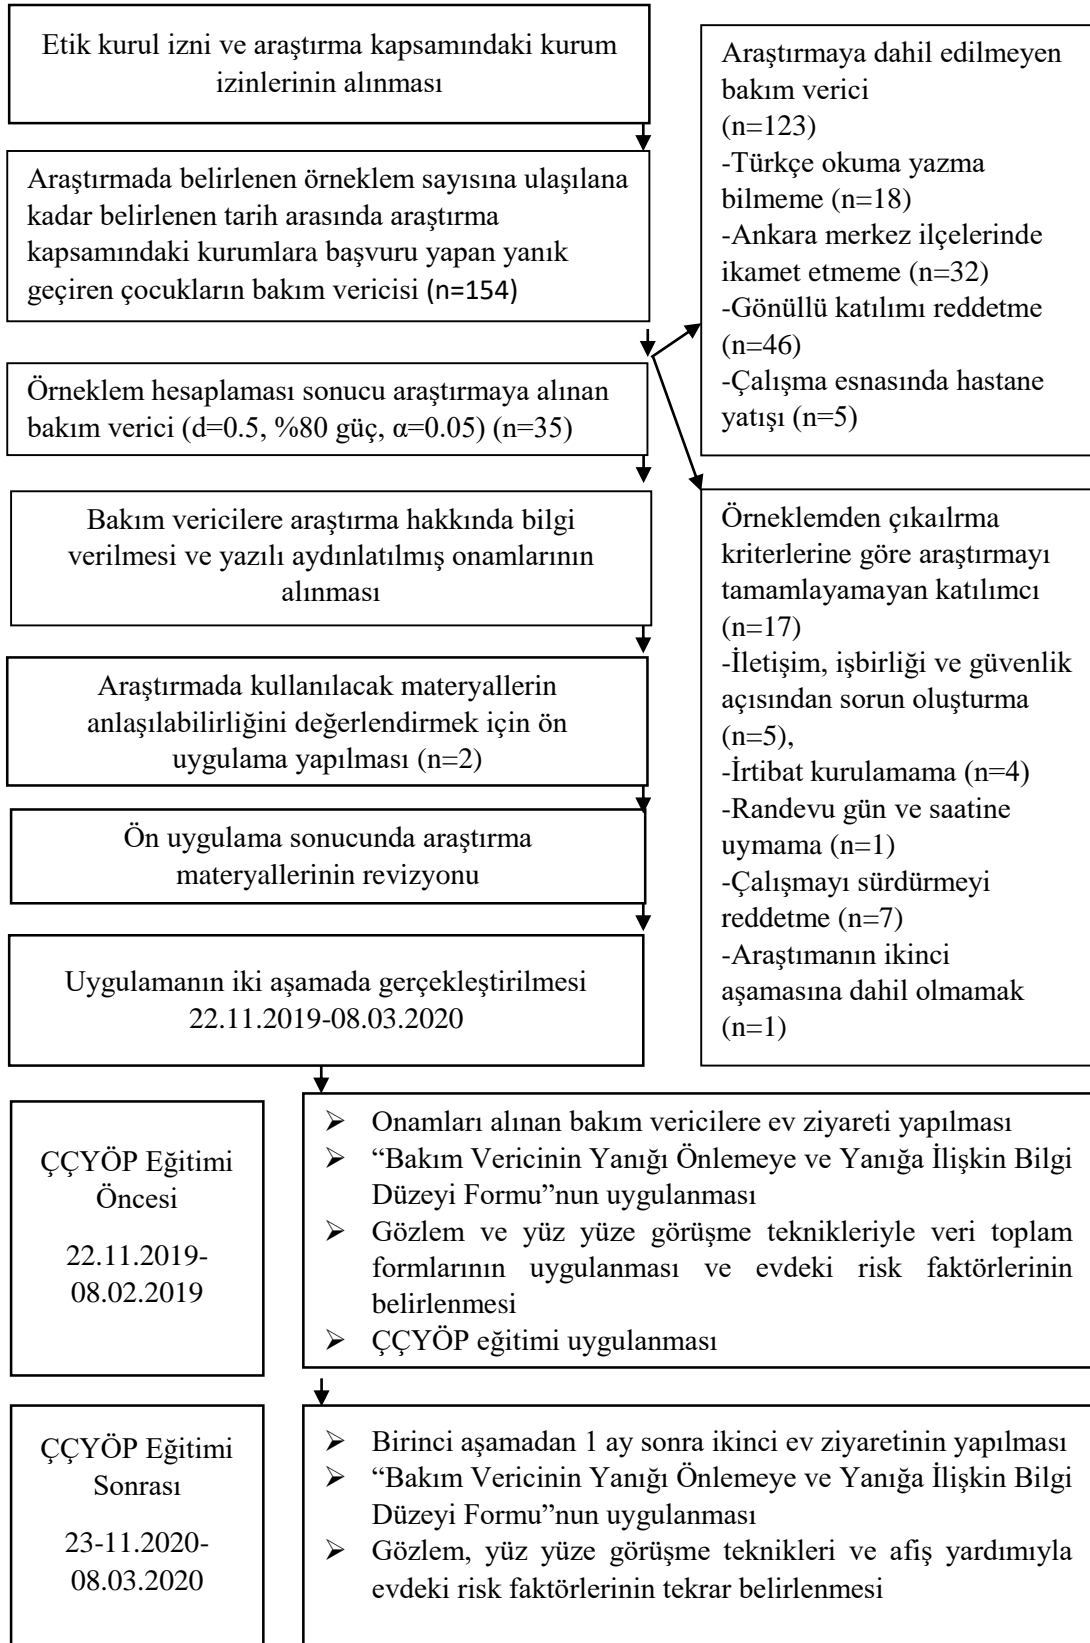 Etik kurul izni ve araştırma kapsamındaki kurum
izinlerinin alınması
Araştırmada belirlenen örneklem sayısına ulaşılana
kadar belirlenen tarih arasında araştırma
kapsamındaki kurumlara başvuru yapan yanık
geçiren çocukların bakım vericisi (n=154)
Örneklem hesaplaması sonucu araştırmaya alınan
bakım verici (d=0.5, %80 güç, α=0.05) (n=35)
Bakım vericilere araştırma hakkında bilgi
verilmesi ve yazılı aydınlatılmış onamlarının
alınması
Araştırmada kullanılacak materyallerin
anlaşılabilirliğini değerlendirmek için ön
uygulama yapılması (n=2)
Ön uygulama sonucunda araştırma
materyallerinin revizyonu
Uygulamanın iki aşamada gerçekleştirilmesi
22.11.2019-08.03.2020
Araştırmaya dahil edilmeyen
bakım verici
(n=123)
-Türkçe okuma yazma
bilmeme (n=18)
-Ankara merkez ilçelerinde
ikamet etmeme (n=32)
-Gönüllü katılımı reddetme
(n=46)
-Çalışma esnasında hastane
yatışı (n=5)
Örneklemden çıkaılrma
kriterlerine göre araştırmayı
tamamlayamayan katılımcı
(n=17)
-İletişim, işbirliği ve güvenlik
açısından sorun oluşturma
(n=5),
-İrtibat kurulamama (n=4)
-Randevu gün ve saatine
uymama (n=1)
-Çalışmayı sürdürmeyi
reddetme (n=7)
-Araştımanın ikinci
aşamasına dahil olmamak
(n=1)
ÇÇYÖP Eğitimi
Öncesi
22.11.2019-
08.02.2019
➢ Onamları alınan bakım vericilere ev ziyareti yapılması
➢ “Bakım Vericinin Yanığı Önlemeye ve Yanığa İlişkin Bilgi
Düzeyi Formu”nun uygulanması
➢ Gözlem ve yüz yüze görüşme teknikleriyle veri toplam
formlarının uygulanması ve evdeki risk faktörlerinin
belirlenmesi
➢ ÇÇYÖP eğitimi uygulanması
ÇÇYÖP Eğitimi
Sonrası
23-11.2020-
08.03.2020
➢ Birinci aşamadan 1 ay sonra ikinci ev ziyaretinin yapılması
➢ “Bakım Vericinin Yanığı Önlemeye ve Yanığa İlişkin Bilgi
Düzeyi Formu”nun uygulanması
➢ Gözlem, yüz yüze görüşme teknikleri ve afiş yardımıyla
evdeki risk faktörlerinin tekrar belirlenmesi